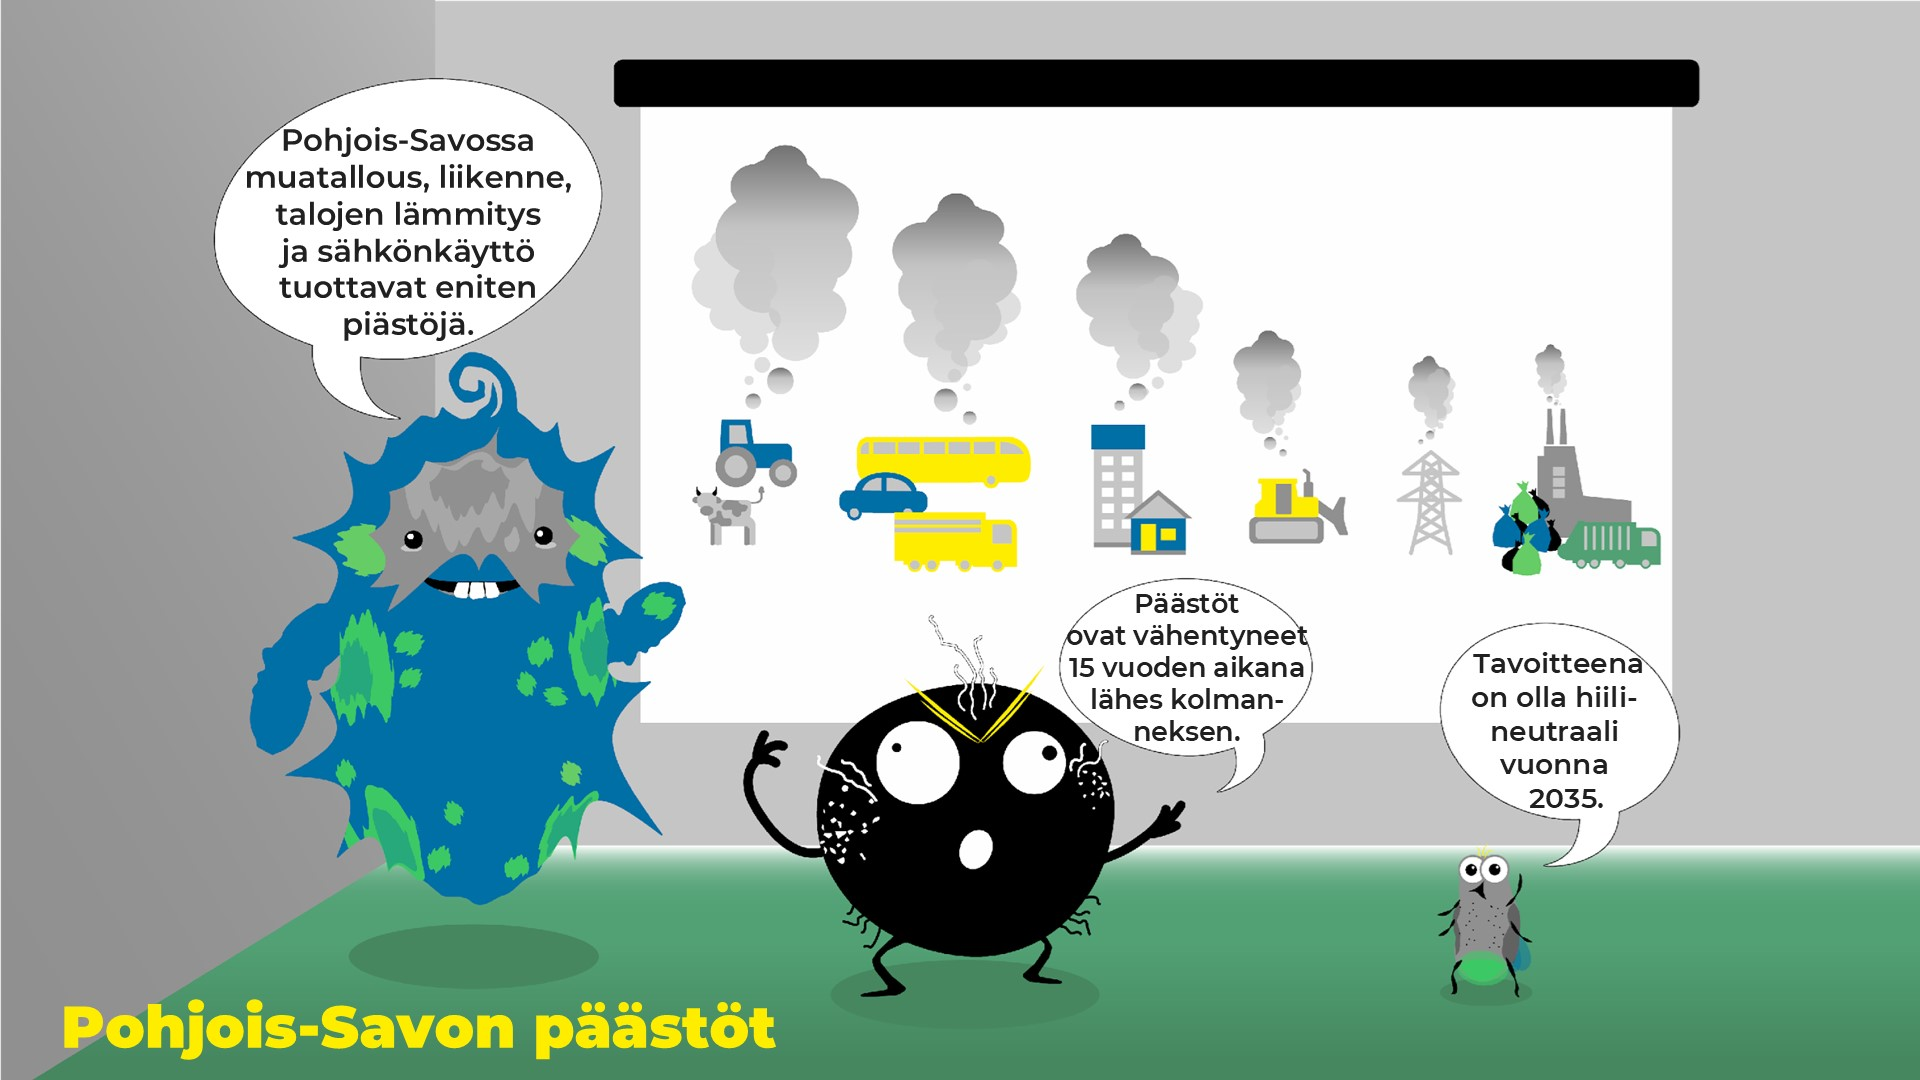 Pohjois-Savossa
muatallous, liikenne,
talojen lämmitys
ja sähkönkäyttö
tuottavat eniten
piästöjä.
Päästöt
ovat vähentyneet
15 vuoden aikana
lähes kolman-
neksen.
Tavoitteena
on olla hiili-
neutraali
vuonna
2035.
Pohjois-Savon päästöt